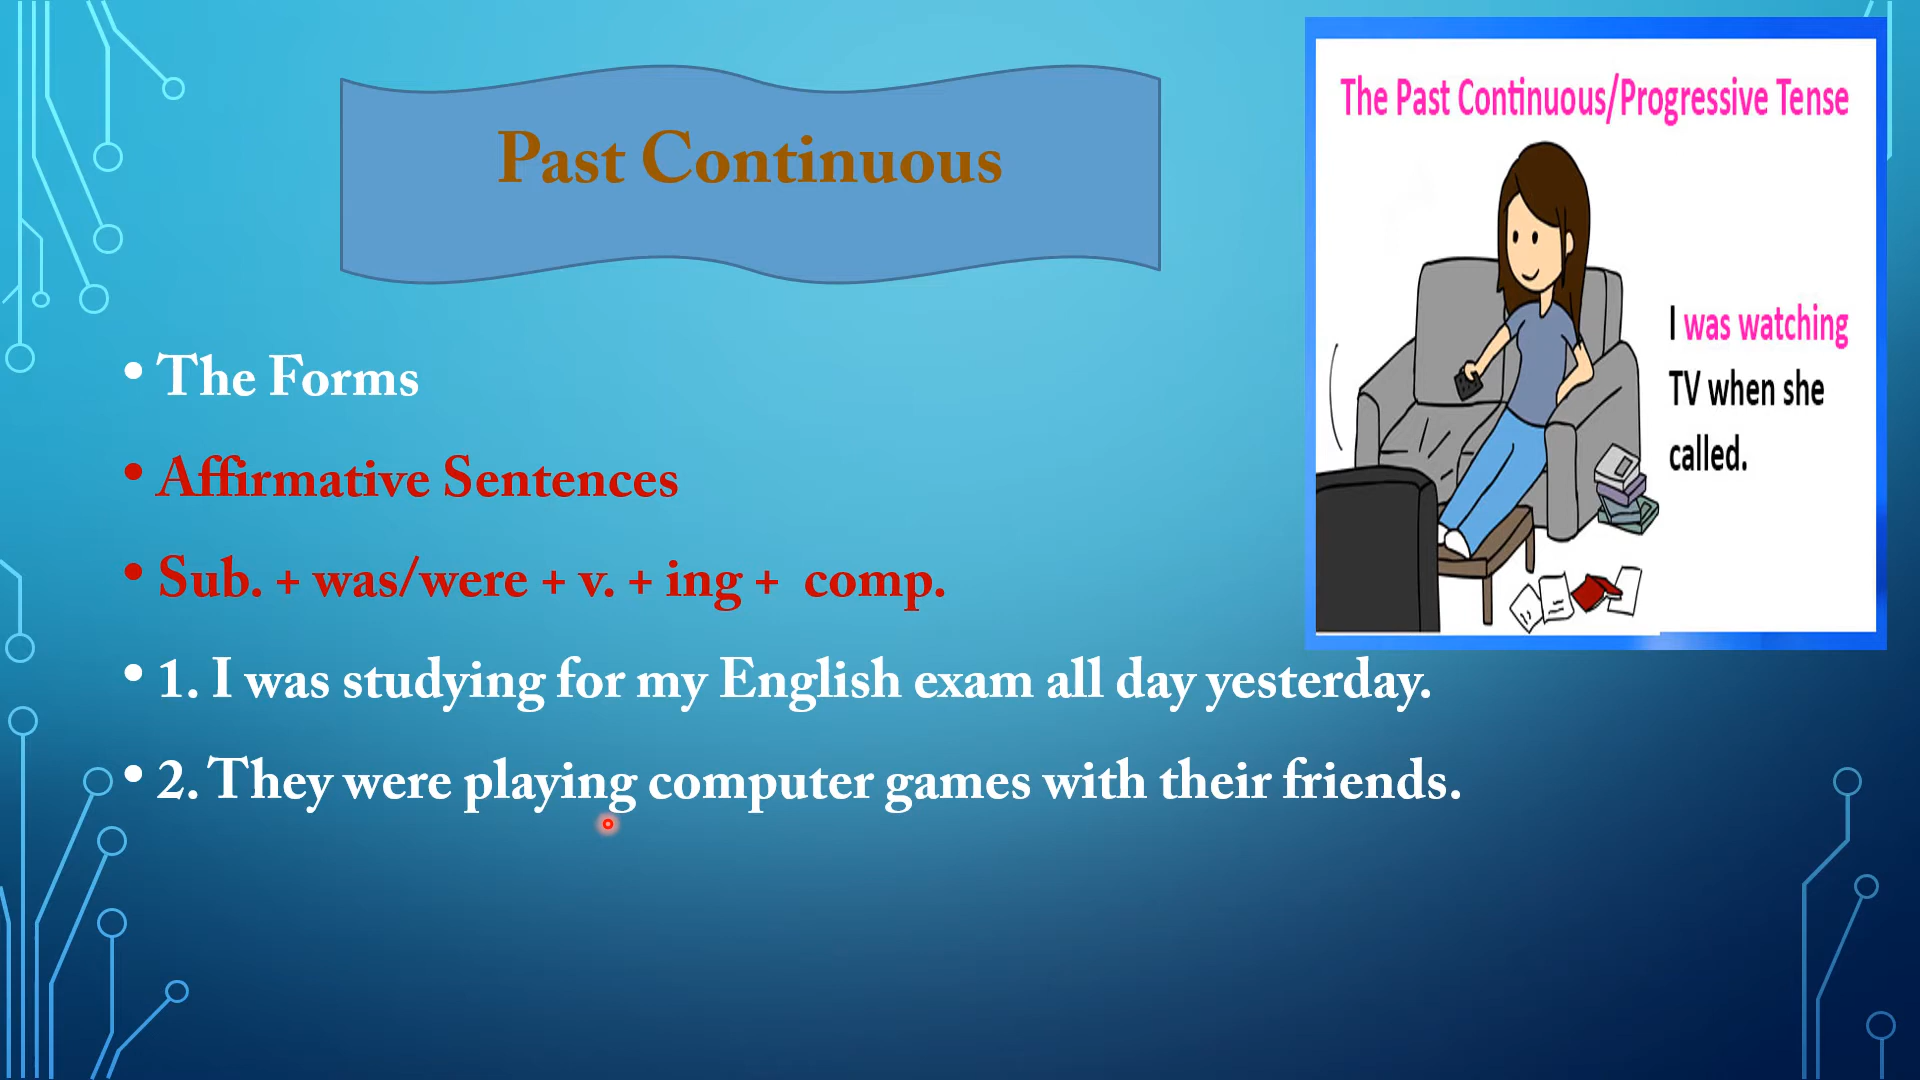 Past Continuous
The Past Continuous/Progressive Tense
I was watching
TV when she
called.
• The Forms
• Affirmative Sentences
• Sub. + was/were + v. + ing + comp.
• 1. I was studying for my English exam all day yesterday.
• 2. They were playing computer games with their friends.